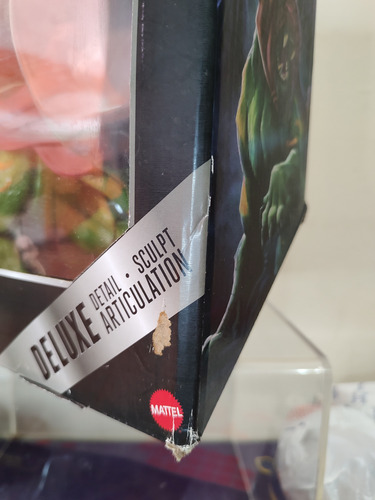 DELUXE
DETAIL • SCULPT
ARTICULATION
MATTEL